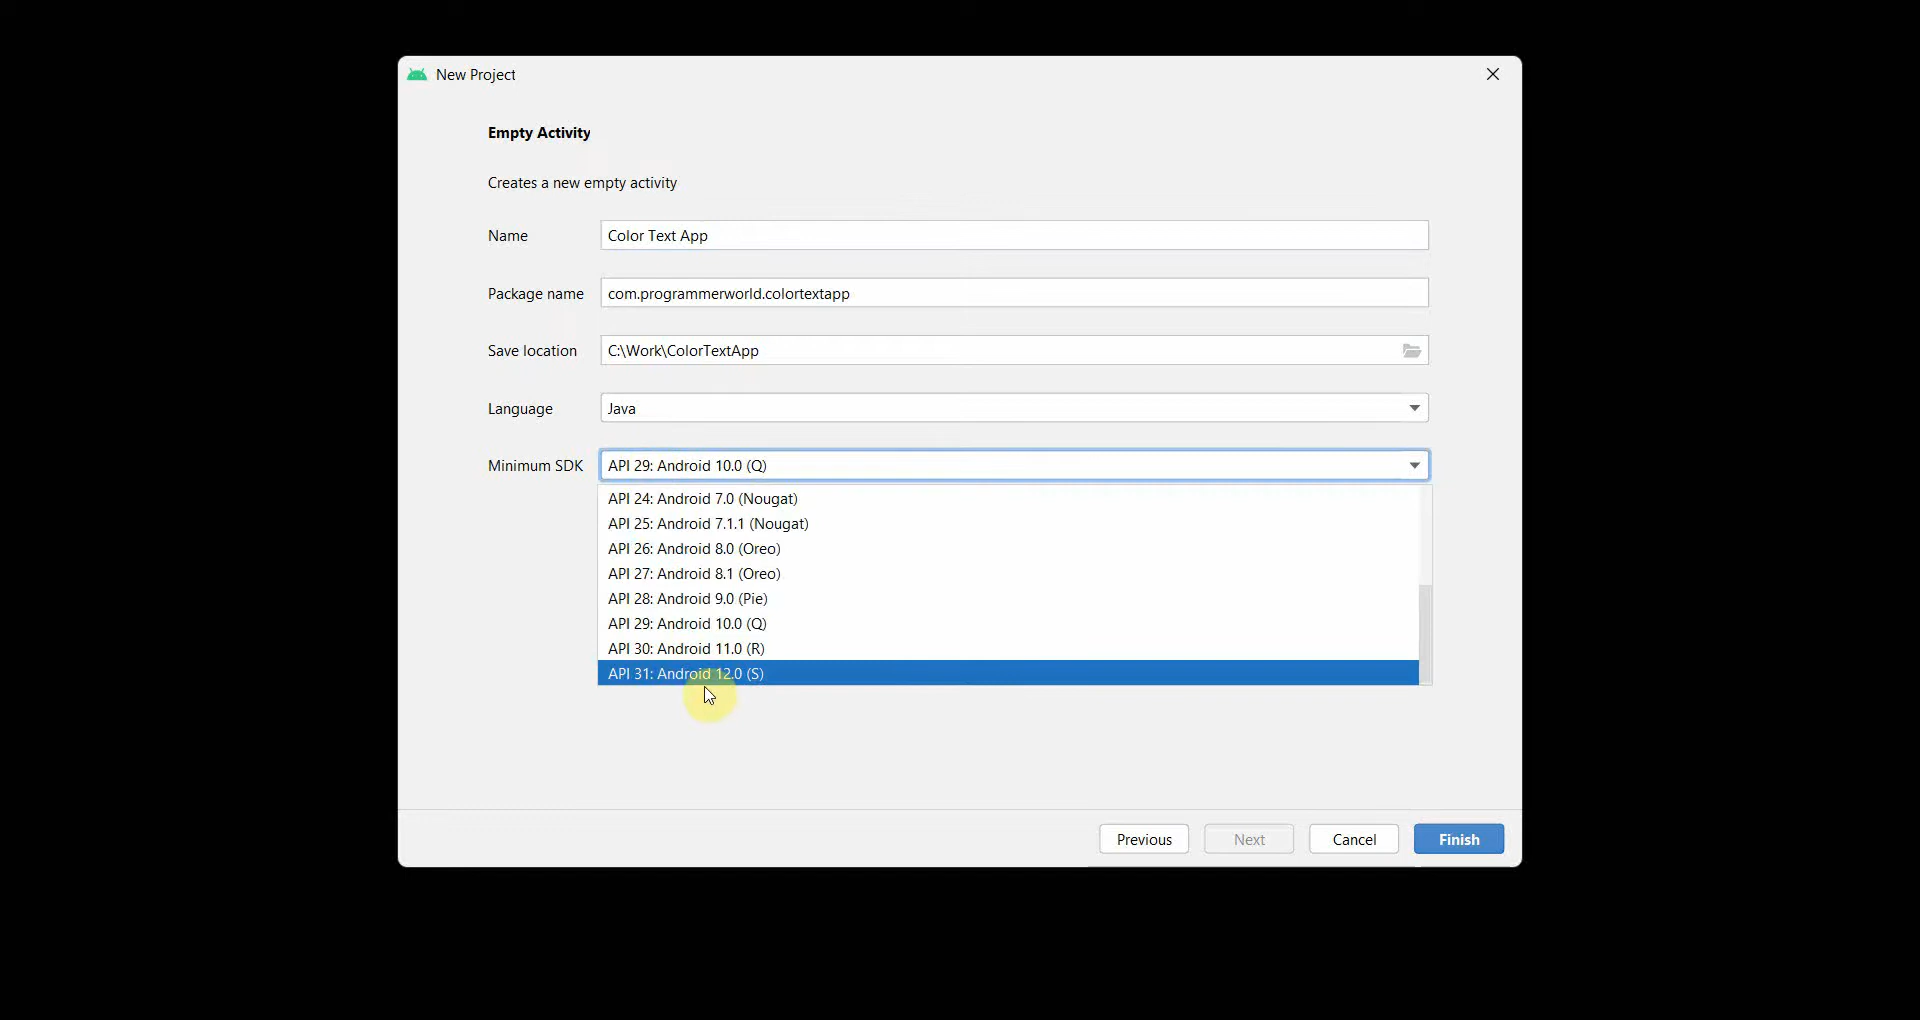 New Project
Empty Activity
Creates a new empty activity
Name Color Text App
Package name com.programmerworld.colortextapp
Save location C:\Work\ColorTextApp
Language Java
Minimum SDK API 29: Android 10.0 (Q)
API 24: Android 7.0 (Nougat)
API 25: Android 7.1.1 (Nougat)
API 26: Android 8.0 (Oreo)
API 27: Android 8.1 (Oreo)
API 28: Android 9.0 (Pie)
API 29: Android 10.0 (Q)
API 30: Android 11.0 (R)
API 31: Android 12.0 (S)
Previous Next Cancel Finish